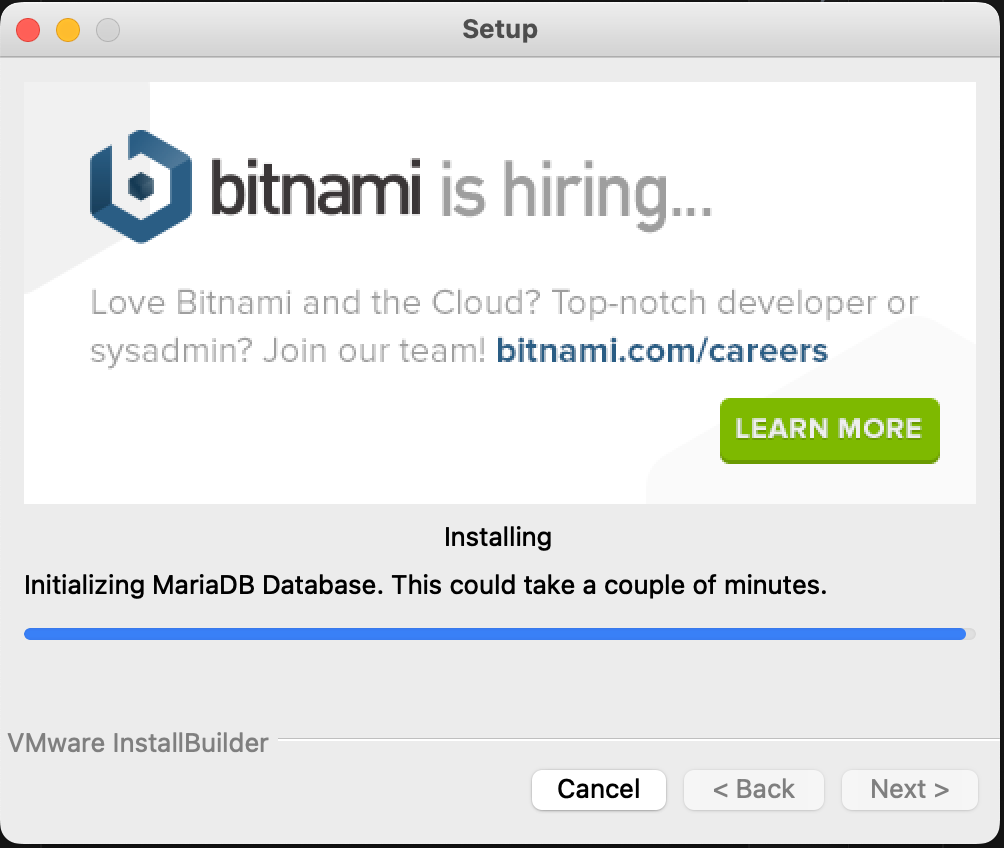 Setup
bitnami is hiring...
Love Bitnami and the Cloud? Top-notch developer or
sysadmin? Join our team! bitnami.com/careers
LEARN MORE
Installing
Initializing MariaDB Database. This could take a couple of minutes.
VMware InstallBuilder
Cancel
< Back
Next >